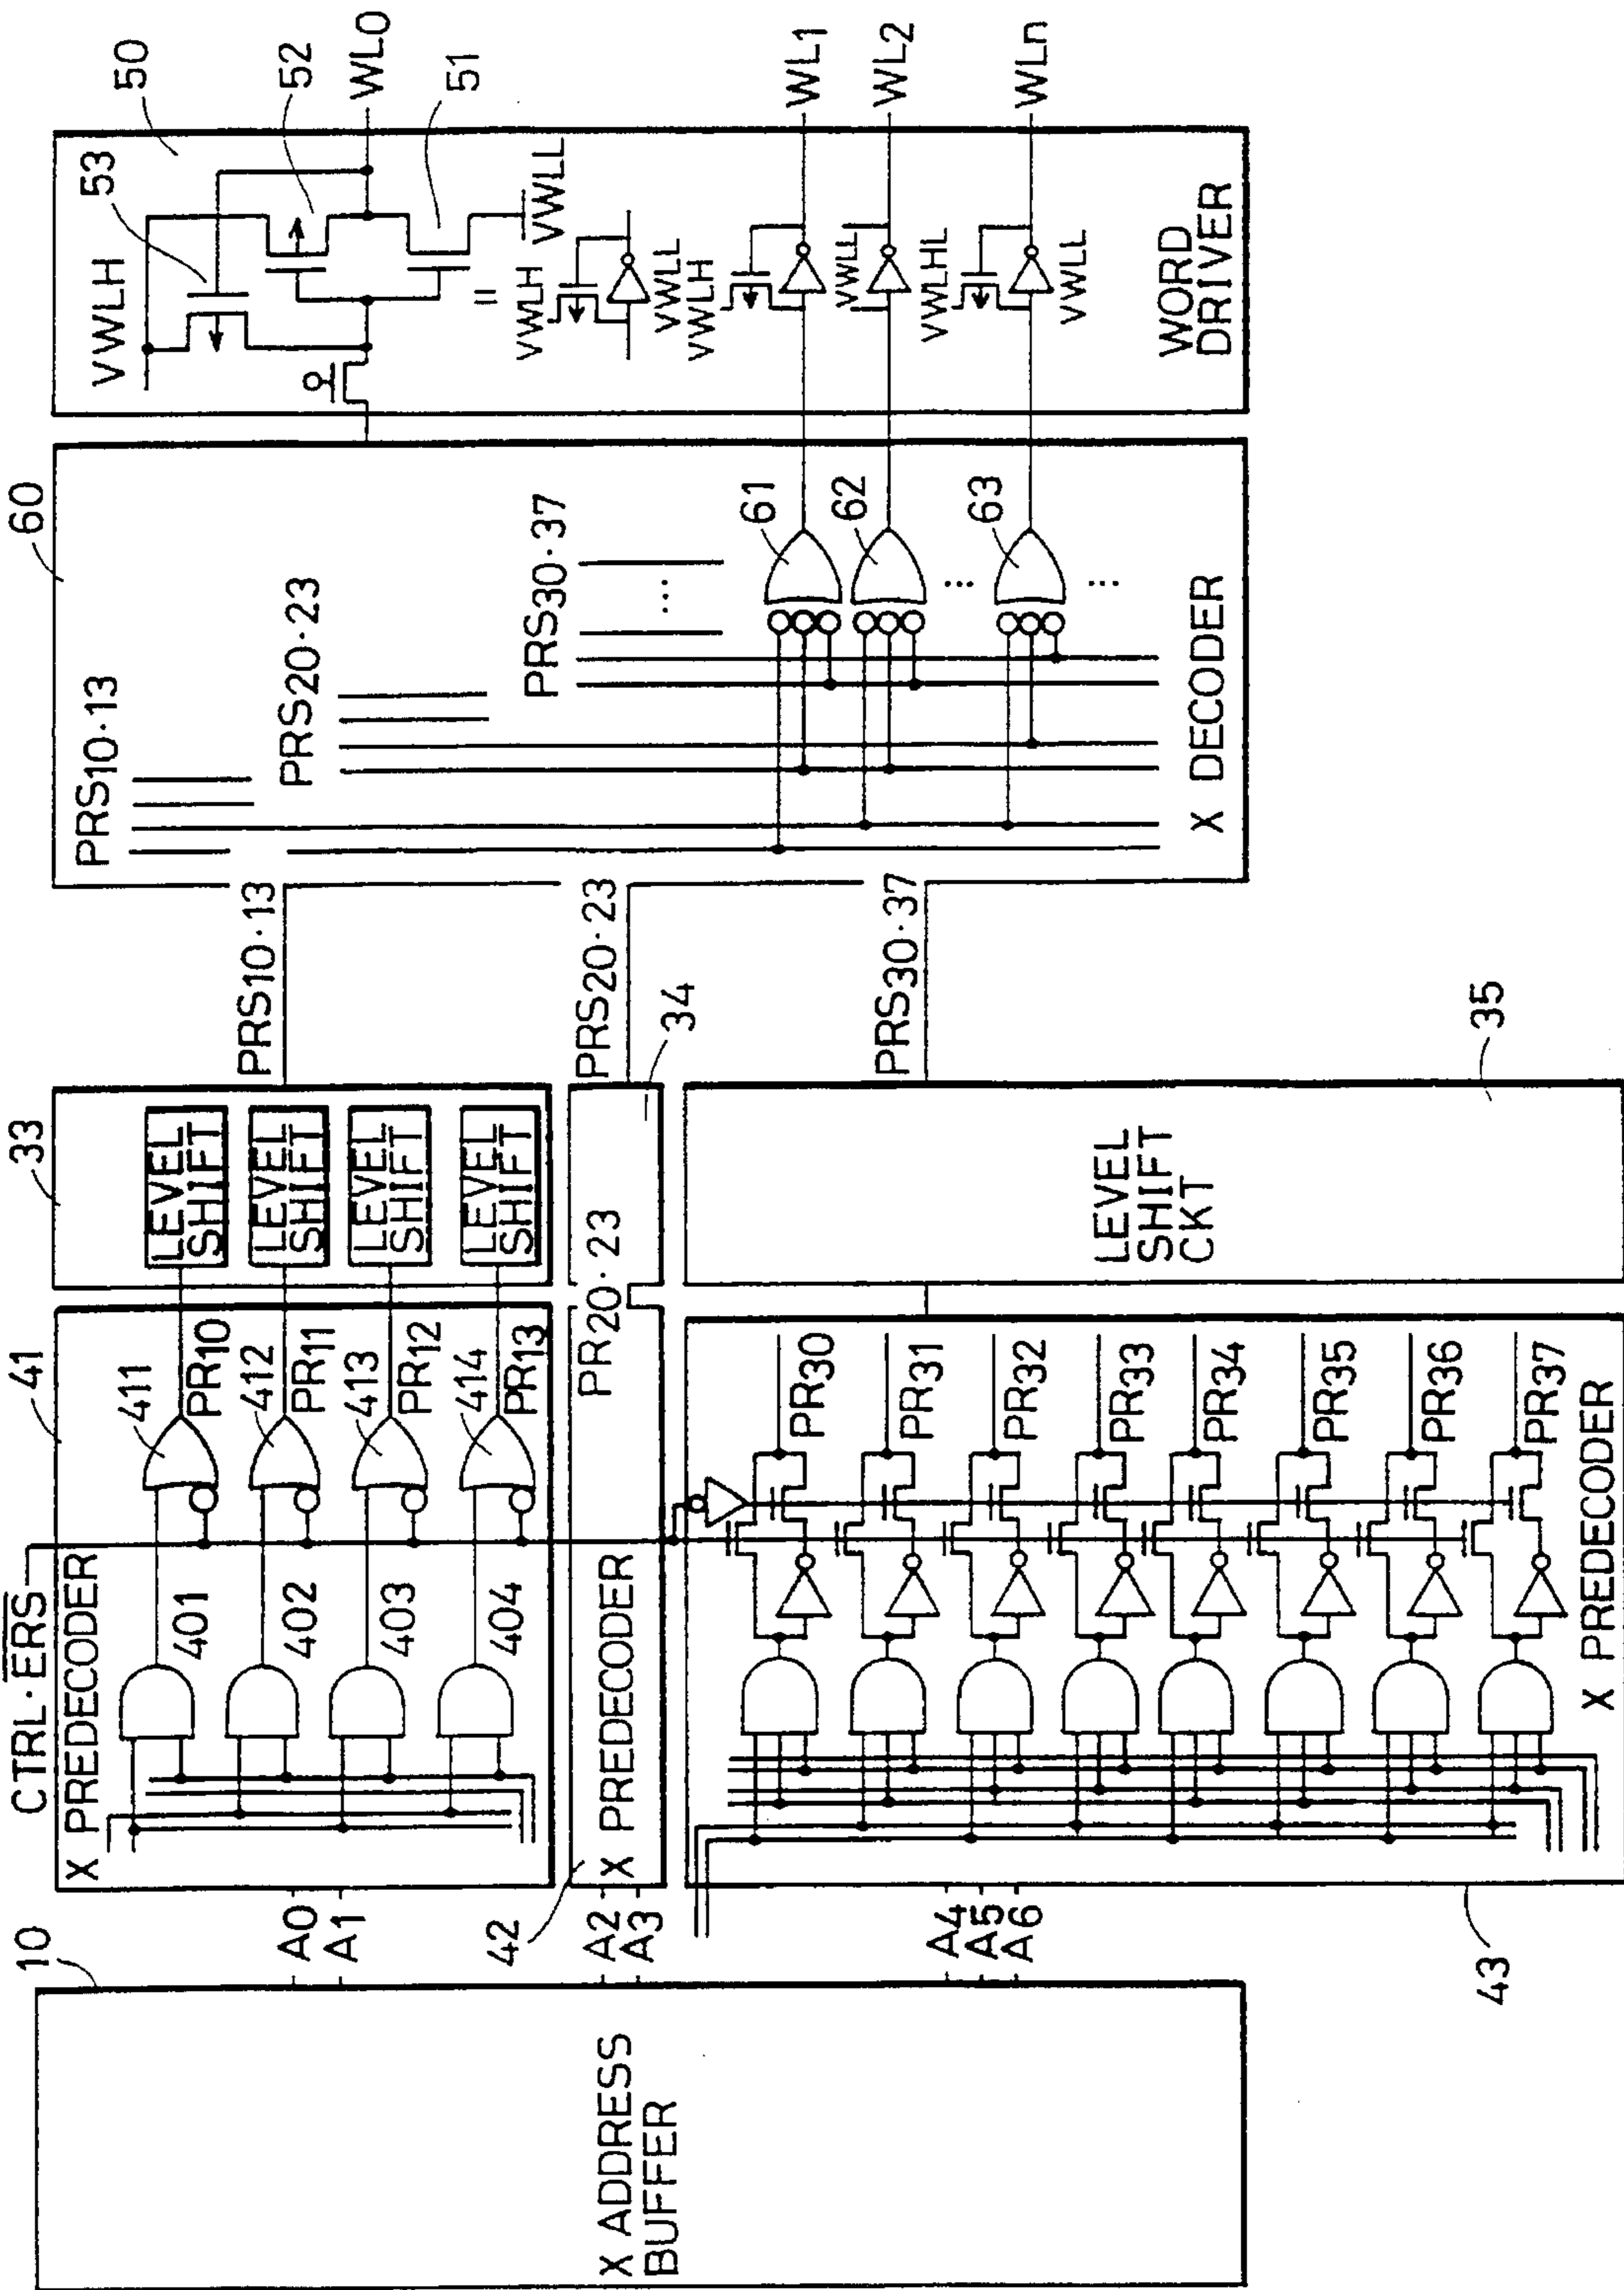 10
X ADDRESS
BUFFER
A0
A1
A2
A3
A4
A5
A6
CTRL·ERS
41
X PREDECODER
401
402
403
404
411
412
413
414
PR10
PR11
PR12
PR13
42
X PREDECODER
PR20·23
43
X PREDECODER
PR30
PR31
PR32
PR33
PR34
PR35
PR36
PR37
33
LEVEL
SHIFT
LEVEL
SHIFT
LEVEL
SHIFT
LEVEL
SHIFT
34
35
LEVEL
SHIFT
CKT
PRS10·13
PRS20·23
PRS30·37
60
PRS10·13
PRS20·23
PRS30·37
61
62
63
...
...
...
X DECODER
50
VWLH
53
52
51
VWLL
=
VWLH
VWLL
VWLH
VWLL
VWLHL
VWLL
WORD
DRIVER
WL0
WL1
WL2
WLn